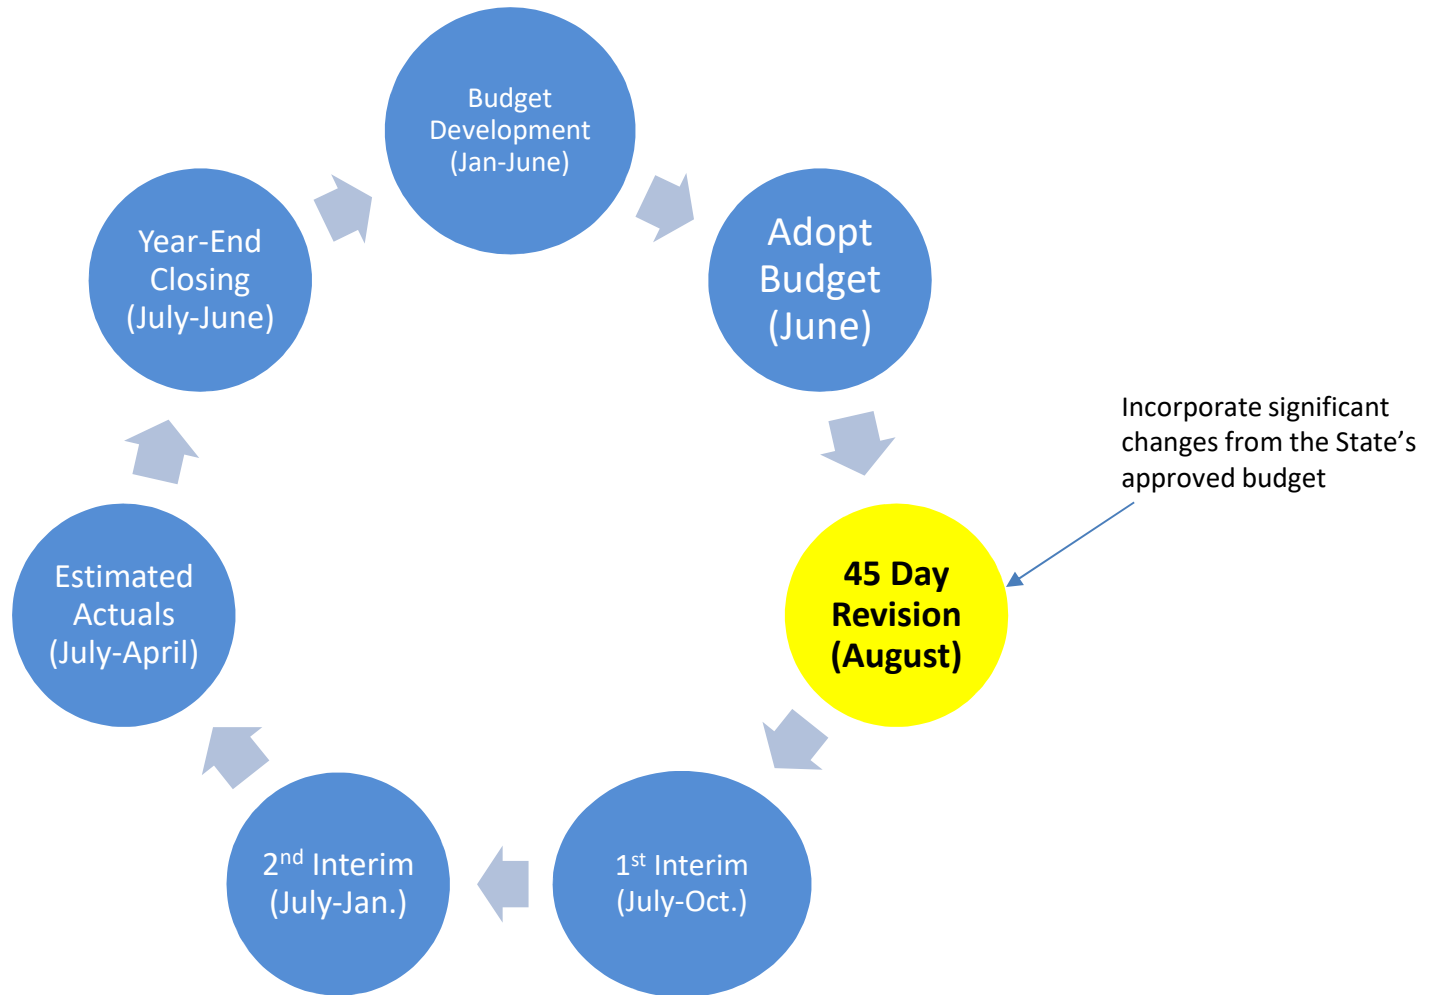 Budget
Development
(Jan-June)
Adopt
Budget
(June)
Incorporate significant
changes from the State’s
approved budget
45 Day
Revision
(August)
1st Interim
(July-Oct.)
2nd Interim
(July-Jan.)
Estimated
Actuals
(July-April)
Year-End
Closing
(July-June)